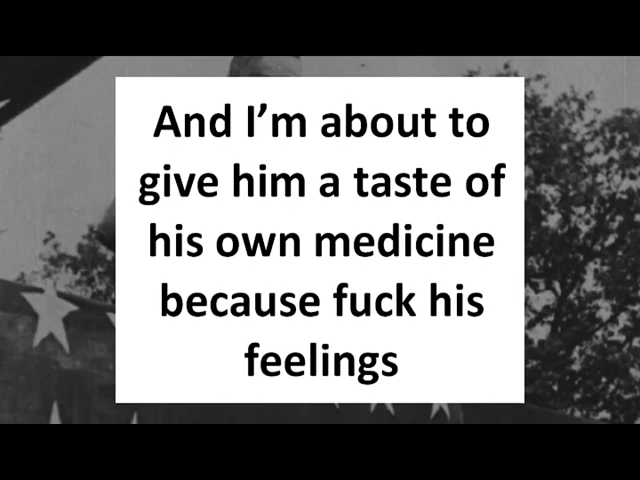 And I’m about to
give him a taste of
his own medicine
because fuck his
feelings